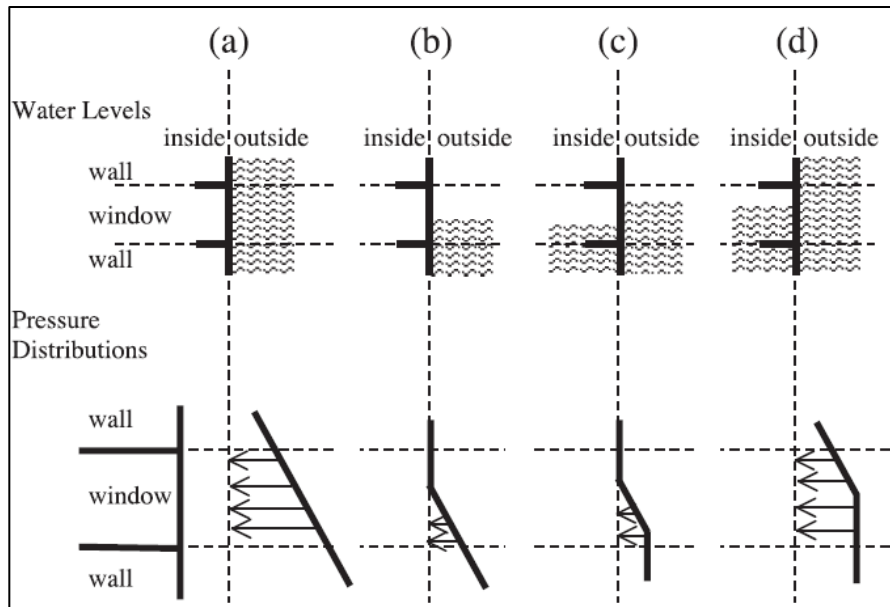 (a) (b) (c) (d)
Water Levels
inside outside inside outside inside outside inside outside
wall
window
wall
Pressure
Distributions
wall
window
wall